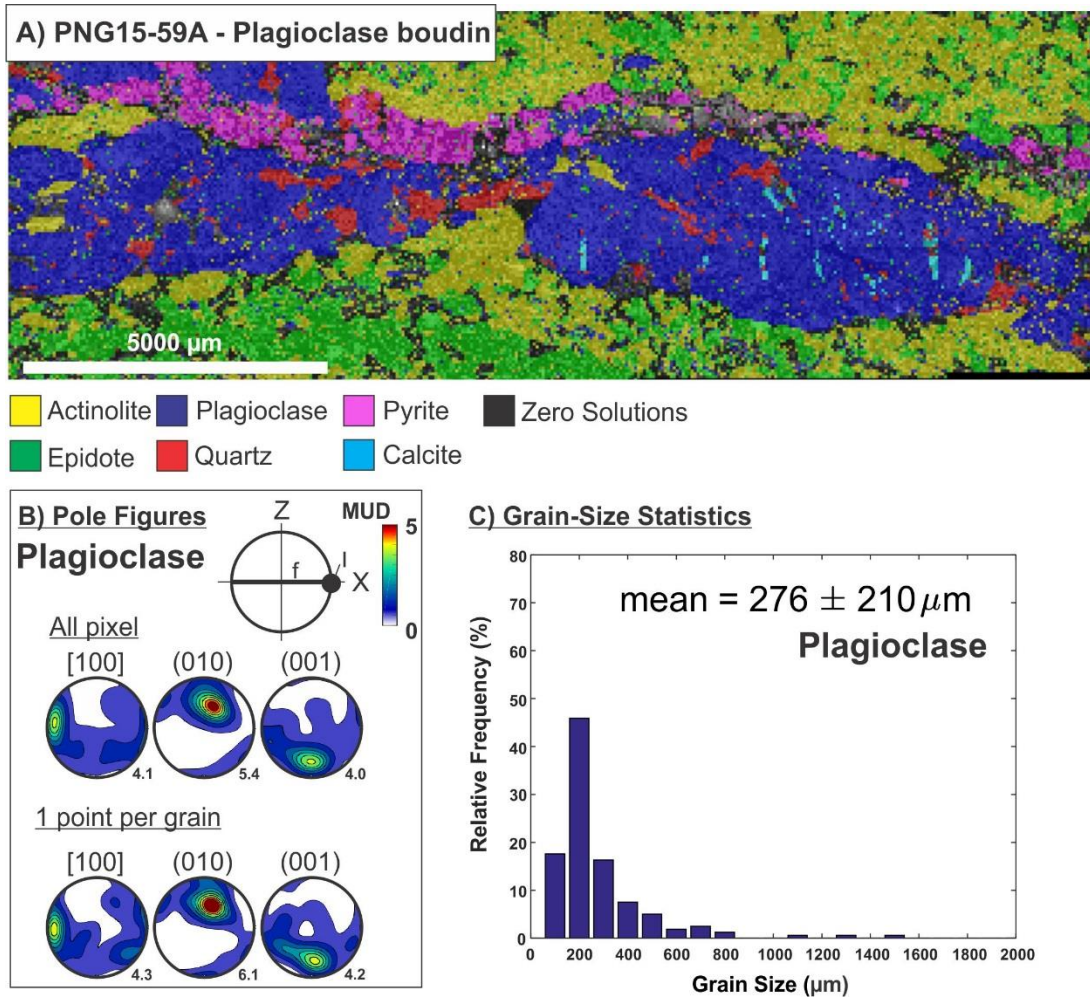 A) PNG15-59A - Plagioclase boudin
5000 µm
Actinolite Plagioclase Pyrite Zero Solutions
Epidote Quartz Calcite
B) Pole Figures
Plagioclase
Z
f
l
X
MUD
5
0
All pixel
[100] (010) (001)
4.1 5.4 4.0
1 point per grain
[100] (010) (001)
4.3 6.1 4.2
C) Grain-Size Statistics
mean = 276 ± 210 µm
Plagioclase
Relative Frequency (%)
80
70
60
50
40
30
20
10
0
0 200 400 600 800 1000 1200 1400 1600 1800 2000
Grain Size (µm)